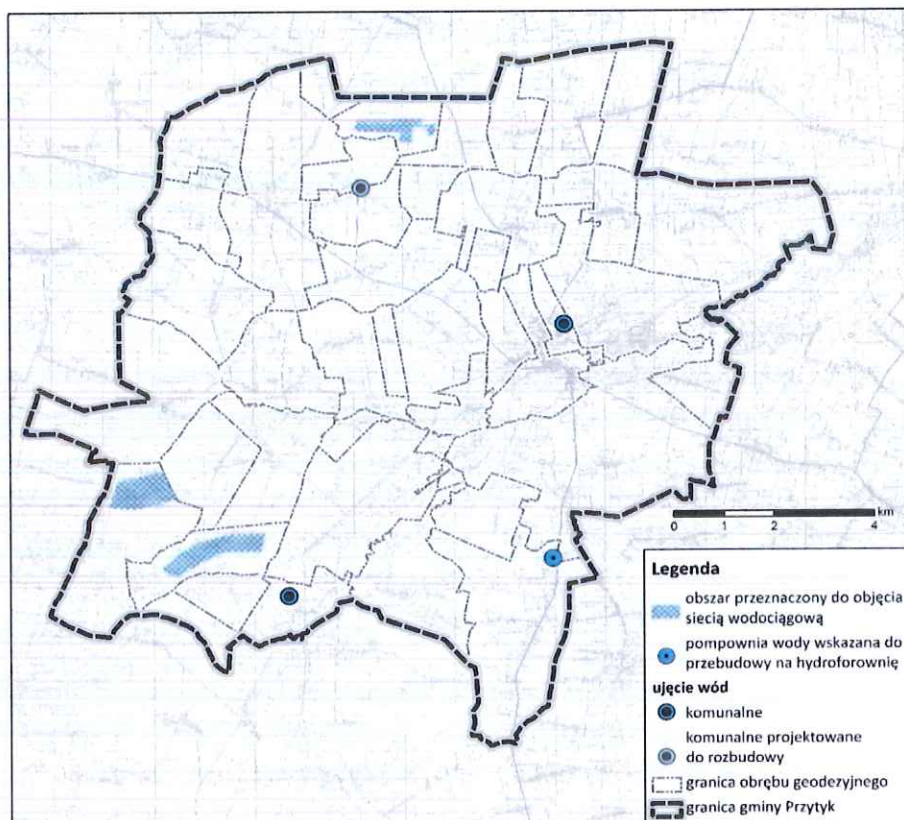 km
0 2 4
Legenda
obszar przeznaczony do objęcia
siecią wodociągową
pompownia wody wskazana do
przebudowy na hydroforownię
ujęcie wód
komunalne
komunalne projektowane
do rozbudowy
granica obrębu geodezyjnego
granica gminy Przytyk